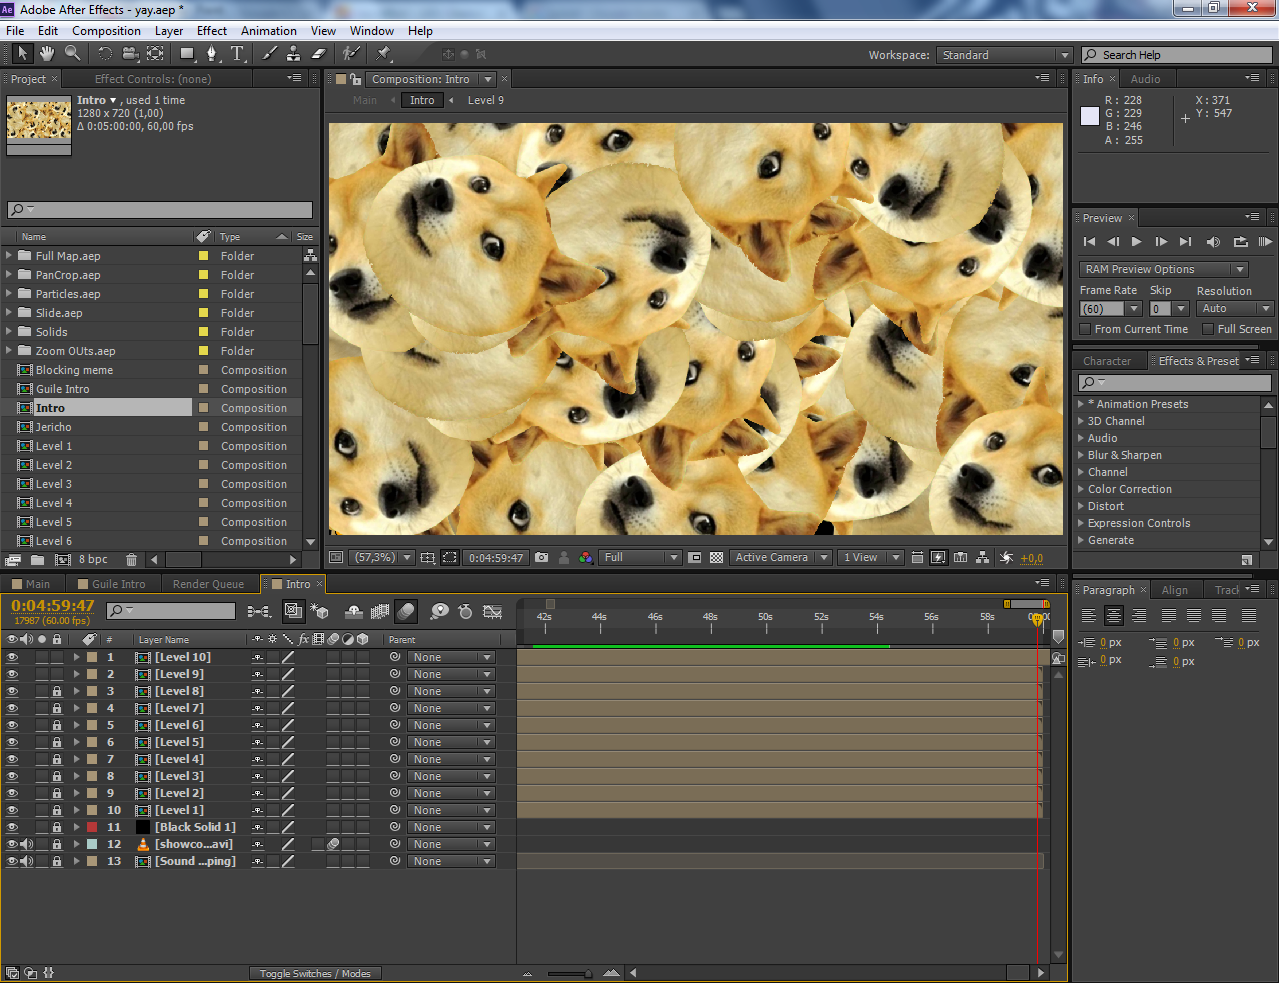 Ae Adobe After Effects - yay.aep *
File Edit Composition Layer Effect Animation View Window Help
Workspace: Standard Search Help
Project × Effect Controls: (none)
Intro ▾ , used 1 time
1280 x 720 (1,00)
Δ 0:05:00:00, 60,00 fps
Name Type Size
Full Map.aep Folder
PanCrop.aep Folder
Particles.aep Folder
Slide.aep Folder
Solids Folder
Zoom OUts.aep Folder
Blocking meme Composition
Guile Intro Composition
Intro Composition
Jericho Composition
Level 1 Composition
Level 2 Composition
Level 3 Composition
Level 4 Composition
Level 5 Composition
Level 6 Composition
8 bpc
Composition: Intro ×
Main Intro Level 9
(57,3%) 0:04:59:47 Full Active Camera 1 View +0,0
Info × Audio
R : 228 X : 371
G : 229 Y : 547
B : 246
A : 255
Preview ×
RAM Preview Options
Frame Rate Skip Resolution
(60) 0 Auto
From Current Time Full Screen
Character Effects & Preset
* Animation Presets
3D Channel
Audio
Blur & Sharpen
Channel
Color Correction
Distort
Expression Controls
Generate
Main Guile Intro Render Queue Intro ×
0:04:59:47
17987 (60.00 fps)
42s 44s 46s 48s 50s 52s 54s 56s 58s
# Layer Name fx Parent
1 [Level 10] None
2 [Level 9] None
3 [Level 8] None
4 [Level 7] None
5 [Level 6] None
6 [Level 5] None
7 [Level 4] None
8 [Level 3] None
9 [Level 2] None
10 [Level 1] None
11 [Black Solid 1] None
12 [showco...avi] None
13 [Sound ...ping] None
Toggle Switches / Modes
Paragraph × Align Track
0 px 0 px 0 px
0 px 0 px